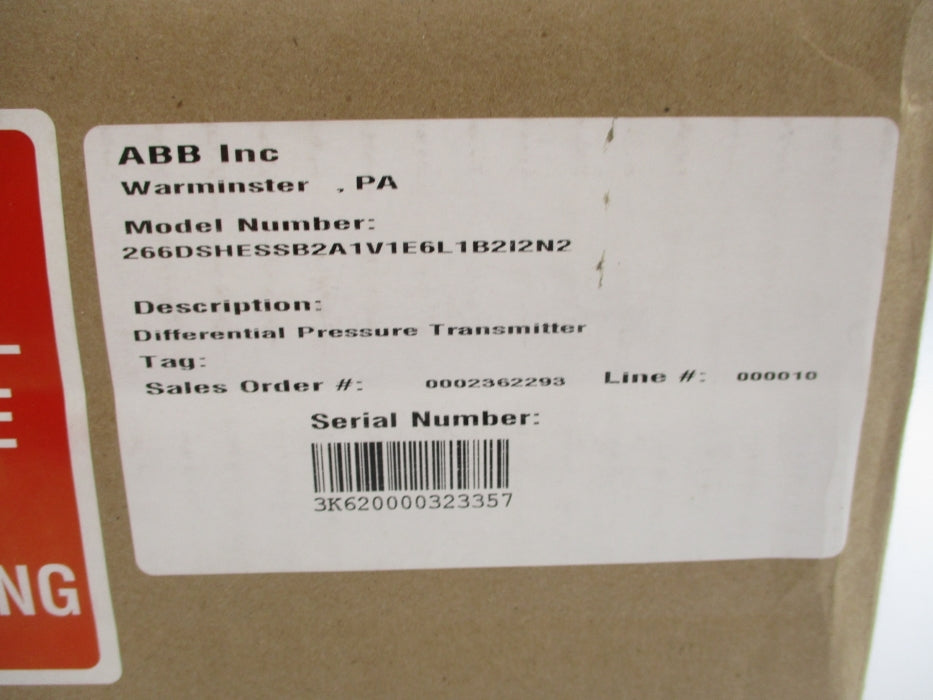 ABB Inc
Warminster , PA
Model Number:
266DSHESSB2A1V1E6L1B2I2N2
Description:
Differential Pressure Transmitter
Tag:
Sales Order #: 0002362293 Line #: 000010
Serial Number:
3K620000323357
NG